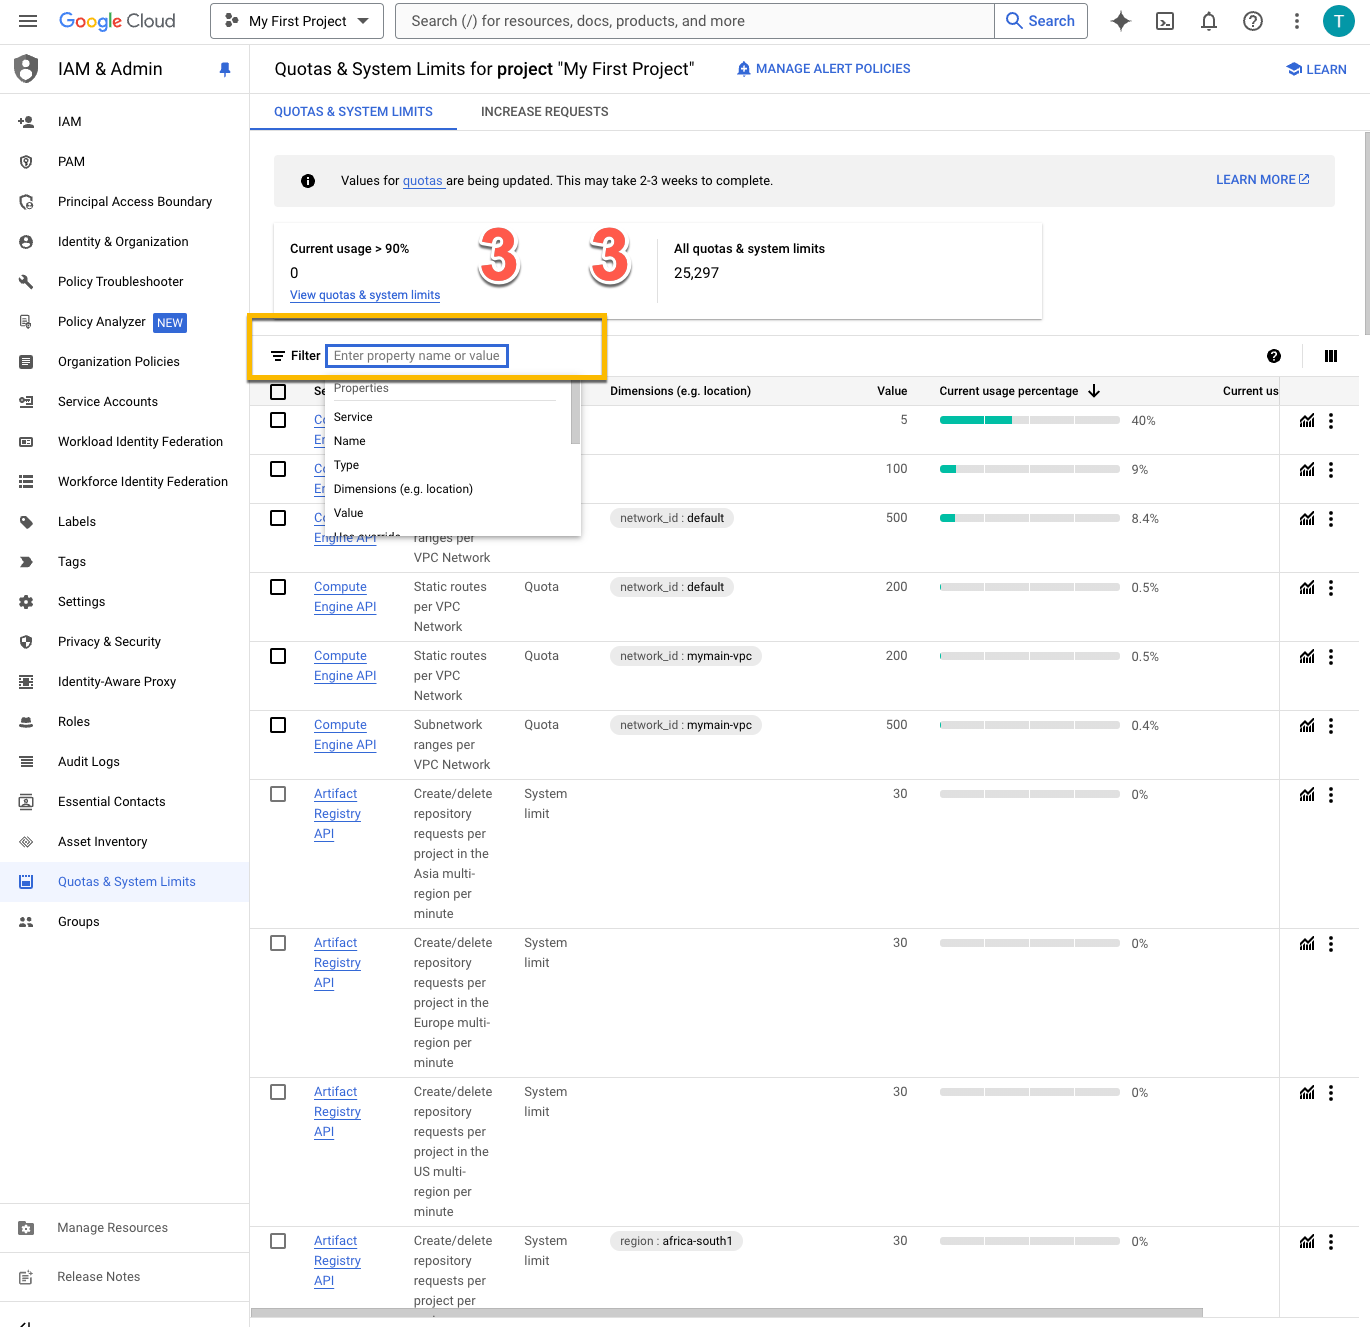 Google Cloud
My First Project
Search (/) for resources, docs, products, and more
Search
T
IAM & Admin
Quotas & System Limits for project "My First Project"
MANAGE ALERT POLICIES
LEARN
QUOTAS & SYSTEM LIMITS
INCREASE REQUESTS
IAM
PAM
Principal Access Boundary
Identity & Organization
Policy Troubleshooter
Policy Analyzer NEW
Organization Policies
Service Accounts
Workload Identity Federation
Workforce Identity Federation
Labels
Tags
Settings
Privacy & Security
Identity-Aware Proxy
Roles
Audit Logs
Essential Contacts
Asset Inventory
Quotas & System Limits
Groups
Manage Resources
Release Notes
Values for quotas are being updated. This may take 2-3 weeks to complete.
LEARN MORE
Current usage > 90%
0
View quotas & system limits
3
3
All quotas & system limits
25,297
Filter
Enter property name or value
Properties
Service
Name
Type
Dimensions (e.g. location)
Value
Se
Dimensions (e.g. location)
Value
Current usage percentage
Current us
Co
En
5
40%
Co
En
100
9%
Co
Engine API
ranges per
VPC Network
network_id : default
500
8.4%
Compute
Engine API
Static routes
per VPC
Network
Quota
network_id : default
200
0.5%
Compute
Engine API
Static routes
per VPC
Network
Quota
network_id : mymain-vpc
200
0.5%
Compute
Engine API
Subnetwork
ranges per
VPC Network
Quota
network_id : mymain-vpc
500
0.4%
Artifact
Registry
API
Create/delete
repository
requests per
project in the
Asia multi-
region per
minute
System
limit
30
0%
Artifact
Registry
API
Create/delete
repository
requests per
project in the
Europe multi-
region per
minute
System
limit
30
0%
Artifact
Registry
API
Create/delete
repository
requests per
project in the
US multi-
region per
minute
System
limit
30
0%
Artifact
Registry
API
Create/delete
repository
requests per
project per
System
limit
region : africa-south1
30
0%